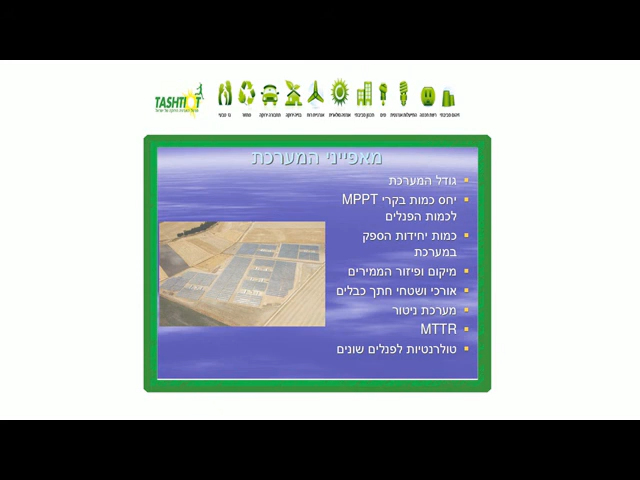 TASHTIOT
מאפייני המערכת
גודל המערכת
יחס כמות בקרי MPPT
לכמות הפנלים
כמות יחידות הספק
במערכת
מיקום ופיזור הממירים
אורכי ושטחי חתך כבלים
מערכת ניטור
MTTR
טולרנטיות לפנלים שונים